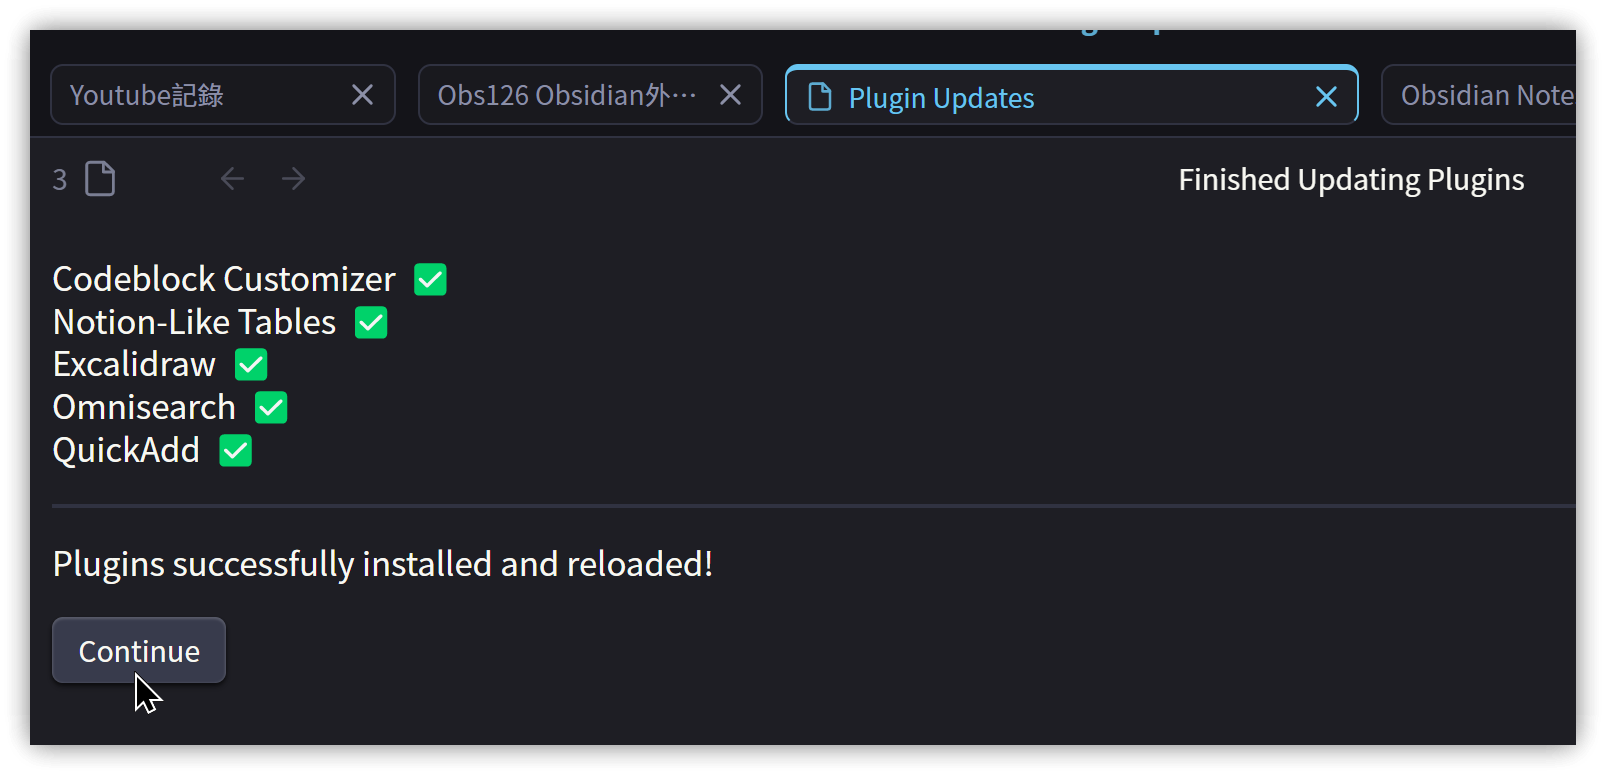 Youtube記錄
Obs126 Obsidian外…
Plugin Updates
Obsidian Note
3
Finished Updating Plugins
Codeblock Customizer ✅
Notion-Like Tables ✅
Excalidraw ✅
Omnisearch ✅
QuickAdd ✅
Plugins successfully installed and reloaded!
Continue